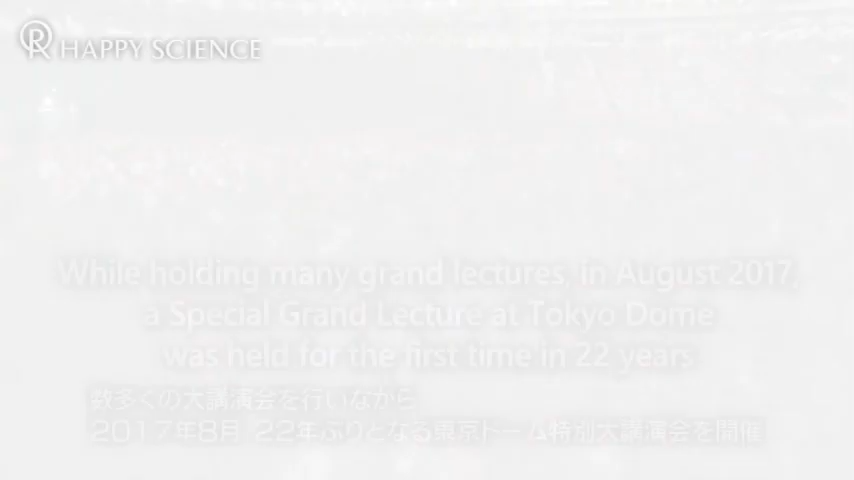 HAPPY SCIENCE
While holding many grand lectures, in August 2017,
a Special Grand Lecture at Tokyo Dome
was held for the first time in 22 years
数多くの大講演会を行いながら
2017年8月 22年ぶりとなる東京ドーム特別大講演会を開催